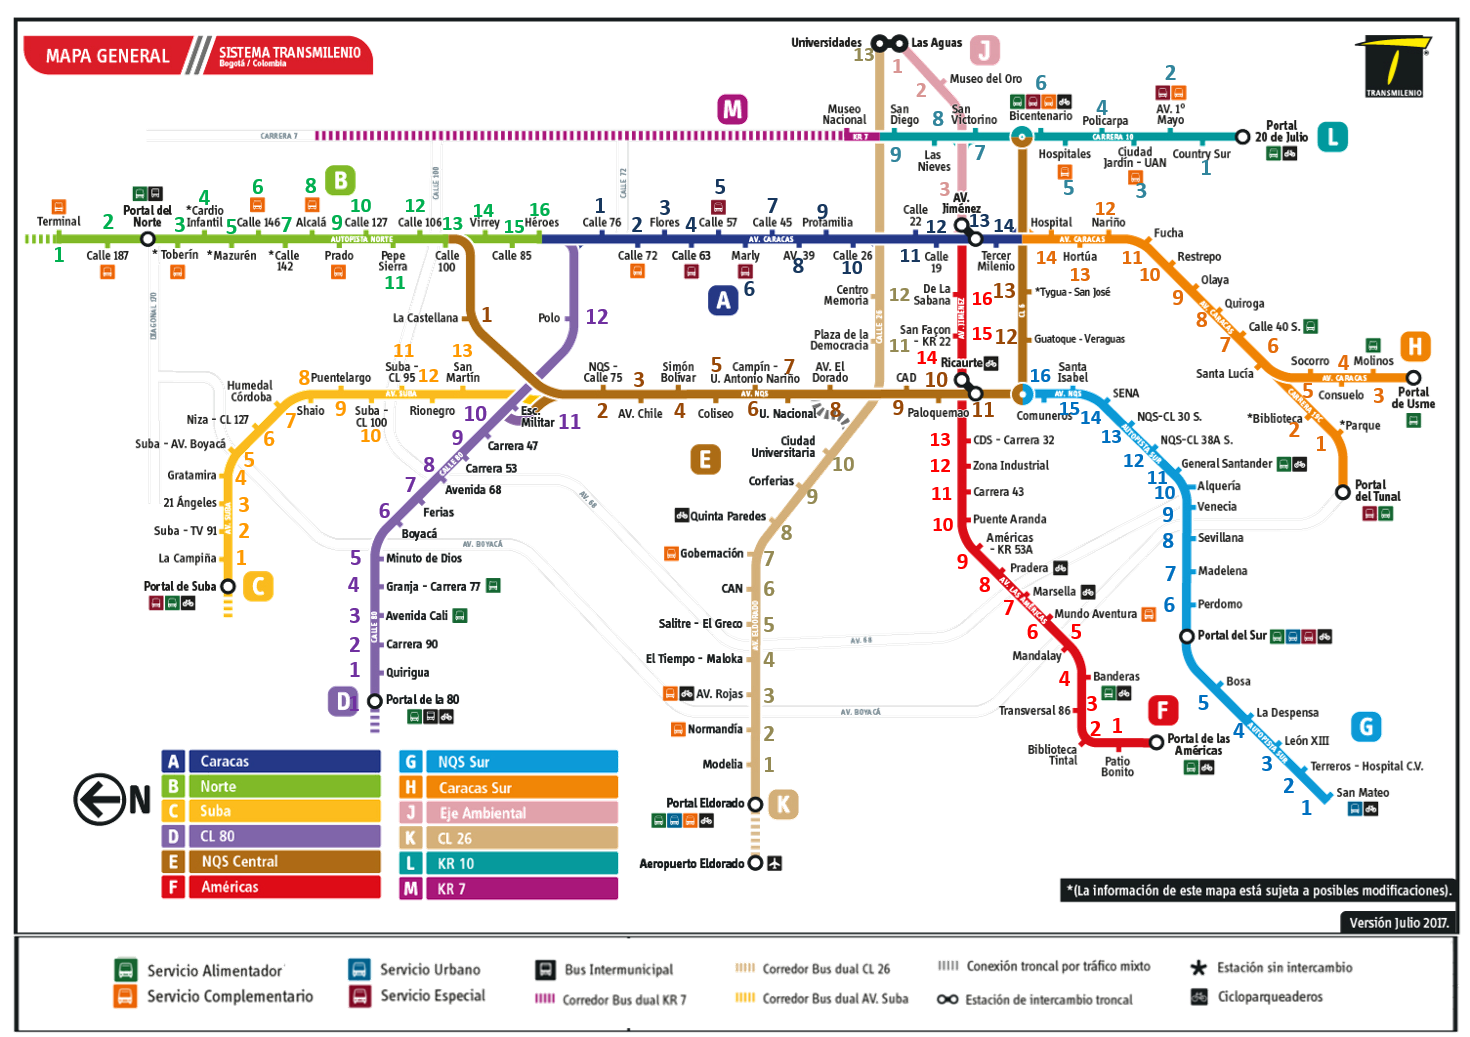 MAPA GENERAL
SISTEMA TRANSMILENIO
Bogotá / Colombia
TRANSMILENIO
Universidades
Las Aguas
J
13
1
2
Museo del Oro
M
Museo
Nacional
San
Diego
8
San
Victorino
6
Bicentenario
4
Policarpa
2
AV. 1º
Mayo
Portal
20 de Julio
L
CARRERA 7
KR 7
CARRERA 10
9
Las
Nieves
7
Hospitales
5
Ciudad
Jardín - UAN
3
Country Sur
1
CALLE 100
CALLE 72
B
Terminal
1
2
Calle 187
Portal del
Norte
3
* Toberín
4
*Cardio
Infantil
5
*Mazurén
6
Calle 146
7
*Calle
142
8
Alcalá
9
Prado
10
Calle 127
Pepe
Sierra
11
12
Calle 106
13
Calle
100
14
Virrey
15
Calle 85
16
Héroes
AUTOPISTA NORTE
1
Calle 76
2
Calle 72
3
Flores
4
Calle 63
5
Calle 57
Marly
6
7
Calle 45
AV. 39
8
9
Profamilia
Calle 26
10
AV. CARACAS
A
Calle
22
11
12
Calle
19
3
AV.
Jiménez
13
14
Tercer
Milenio
Hospital
14
Hortúa
13
12
Nariño
AV. CARACAS
11
Fucha
10
Restrepo
9
Olaya
8
Quiroga
7
Calle 40 S.
6
Santa Lucía
AV. CARACAS
Socorro
5
4
Molinos
Consuelo
3
AV. CARACAS
H
Portal
de Usme
*Biblioteca
2
1
*Parque
Portal
del Tunal
DIAGONAL 170
La Castellana
1
Polo
12
Centro
Memoria
12
Plaza de la
Democracia
11
CALLE 26
De La
Sabana
16
San Façon
- KR 22
15
AV. JIMÉNEZ
14
Ricaurte
13
*Tygua - San José
12
Guatoque - Veraguas
CL 6
Humedal
Córdoba
8
Puentelargo
Shaio
9
11
Suba -
CL 95
Suba -
CL 100
10
12
Rionegro
13
San
Martín
AV. SUBA
Niza - CL 127
7
6
Suba - AV. Boyacá
5
Gratamira
4
21 Ángeles
3
Suba - TV 91
2
La Campiña
1
AV. SUBA
Portal de Suba
C
Esc.
Militar
11
10
9
Carrera 47
8
CALLE 80
Carrera 53
7
Avenida 68
6
Ferias
Boyacá
5
Minuto de Dios
4
Granja - Carrera 77
3
Avenida Cali
2
Carrera 90
1
Quirigua
CALLE 80
D
1
Portal de la 80
NQS -
Calle 75
2
3
AV. Chile
Simón
Bolívar
4
5
Coliseo
Campín -
U. Antonio Nariño
6
7
U. Nacional
AV. El
Dorado
8
AV. NQS
CAD
9
10
Paloquemao
11
E
16
Comuneros
Santa
Isabel
15
14
SENA
AV. NQS
13
NQS-CL 30 S.
12
NQS-CL 38A S.
AUTOPISTA SUR
11
General Santander
10
Alquería
9
Venecia
8
Sevillana
7
Madelena
6
Perdomo
Portal del Sur
5
Bosa
4
La Despensa
3
León XIII
2
Terreros - Hospital C.V.
1
San Mateo
AUTOPISTA SUR
G
13
CDS - Carrera 32
12
Zona Industrial
11
Carrera 43
10
Puente Aranda
9
Américas
- KR 53A
8
Pradera
7
Marsella
6
Mundo Aventura
AV. LAS AMÉRICAS
5
Mandalay
4
Banderas
3
Transversal 86
2
Biblioteca
Tintal
1
Patio
Bonito
F
Portal de las
Américas
Ciudad
Universitaria
10
Corferias
9
Quinta Paredes
8
Gobernación
7
CAN
6
Salitre - El Greco
5
El Tiempo - Maloka
4
AV. Rojas
3
Normandía
2
Modelia
1
AV. ELDORADO
Portal Eldorado
K
Aeropuerto Eldorado
AV. 68
AV. BOYACÁ
AV. 68
AV. BOYACÁ
N
A Caracas
B Norte
C Suba
D CL 80
E NQS Central
F Américas
G NQS Sur
H Caracas Sur
J Eje Ambiental
K CL 26
L KR 10
M KR 7
*(La información de este mapa está sujeta a posibles modificaciones).
Versión Julio 2017.
Servicio Alimentador
Servicio Complementario
Servicio Urbano
Servicio Especial
Bus Intermunicipal
Corredor Bus dual KR 7
Corredor Bus dual CL 26
Corredor Bus dual AV. Suba
Conexión troncal por tráfico mixto
Estación de intercambio troncal
Estación sin intercambio
Cicloparqueaderos